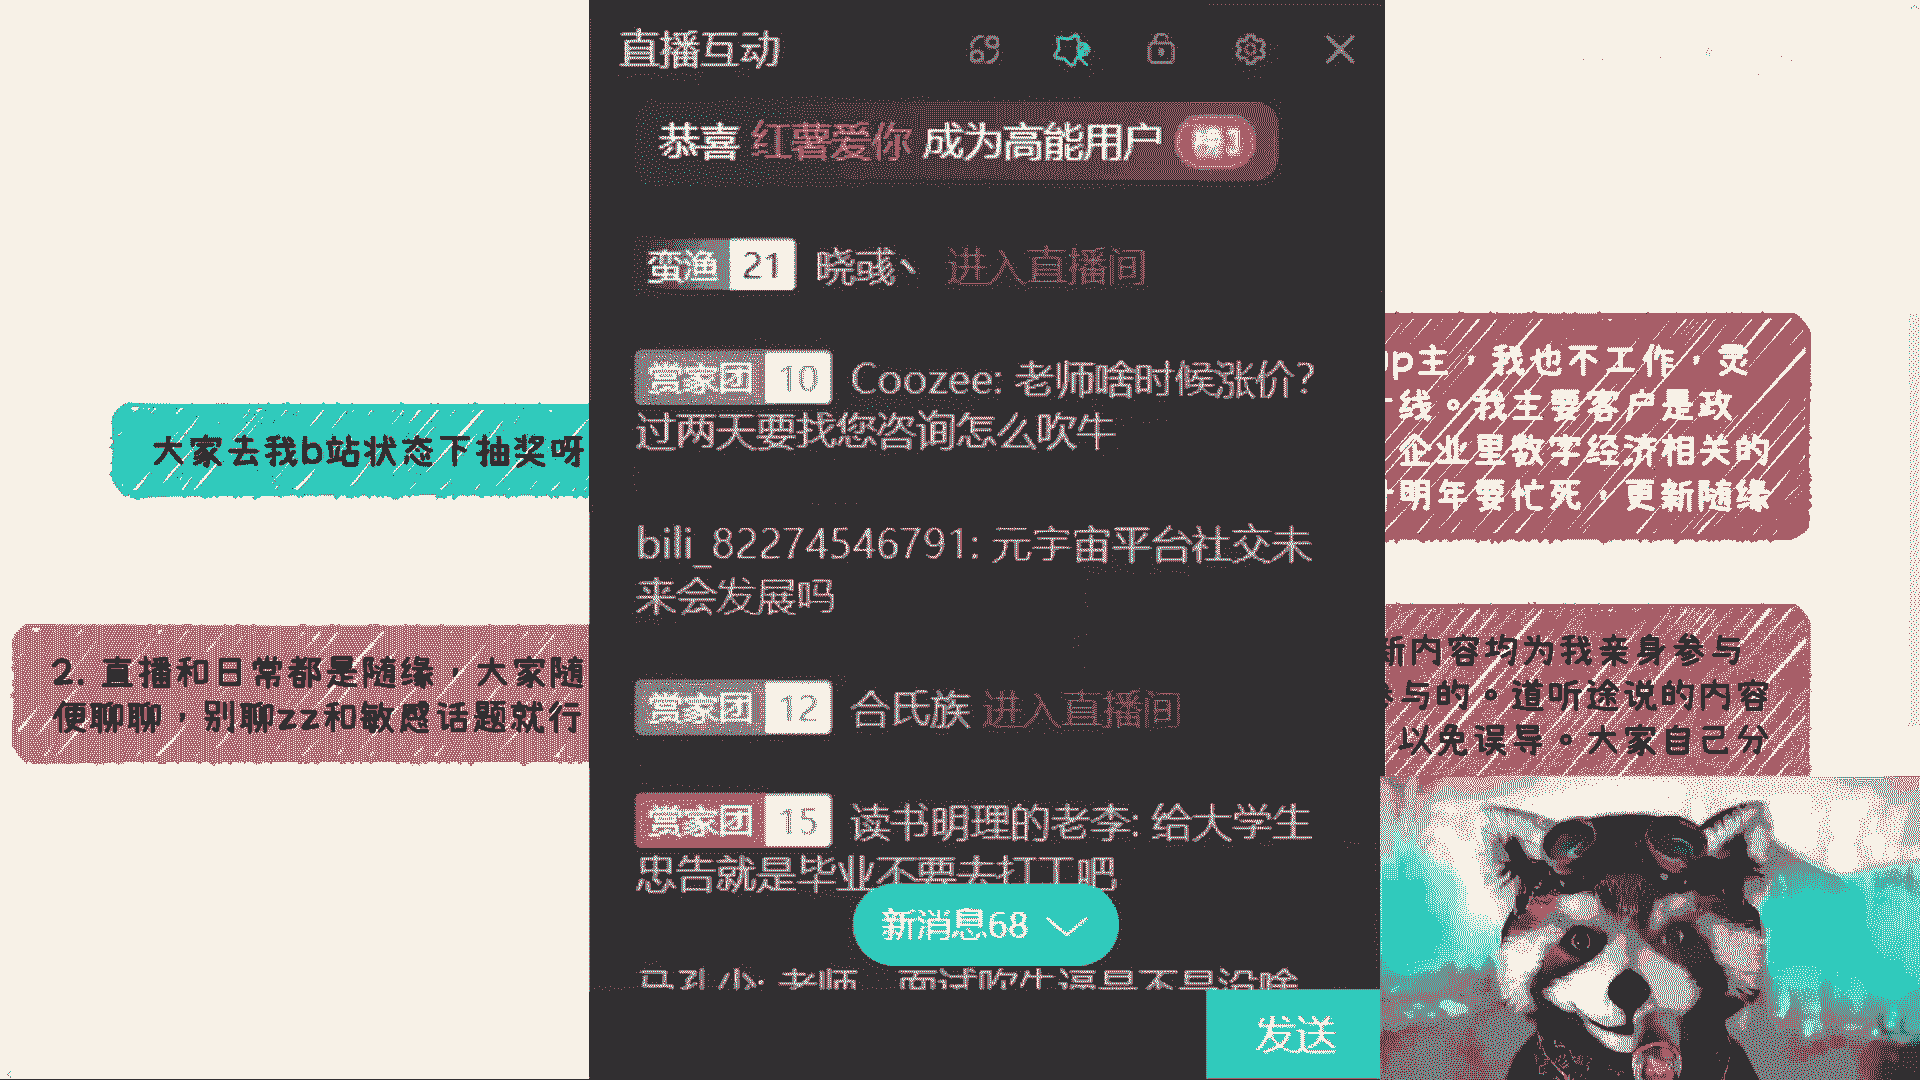 直播互动
恭喜 红薯爱你 成为高能用户 榜1
蛮渔 21 晓彧丶 进入直播间
赏家团 10 Coozee: 老师啥时候涨价?
过两天要找您咨询怎么吹牛
bili_82274546791: 元宇宙平台社交未
来会发展吗
赏家团 12 合氏族 进入直播间
赏家团 15 读书明理的老李: 给大学生
忠告就是毕业不要去打工吧
新消息68
发送
大家去我b站状态下抽奖呀
2. 直播和日常都是随缘，大家随
便聊聊，别聊zz和敏感话题就行
up主，我也不工作，灵
线。我主要客户是政
企业里数字经济相关的
明年要忙死，更新随缘
新内容均为我亲身参与
参与的。道听途说的内容
以免误导。大家自己分